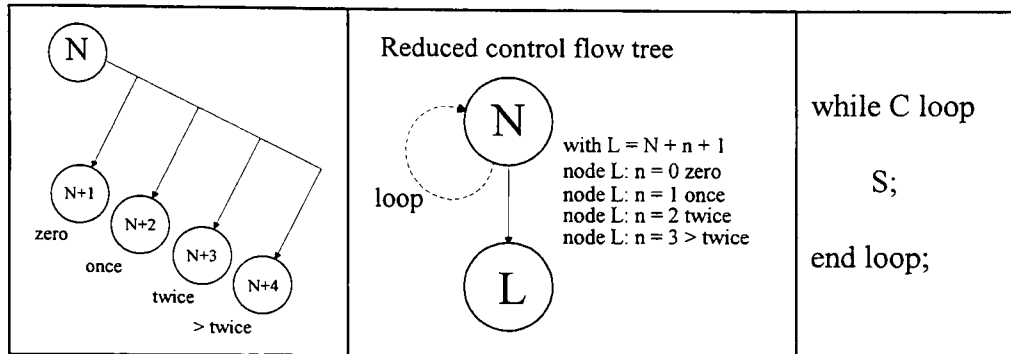 N
N+1
zero
N+2
once
N+3
twice
N+4
> twice
Reduced control flow tree
N
with L = N + n + 1
node L: n = 0 zero
node L: n = 1 once
node L: n = 2 twice
node L: n = 3 > twice
loop
L
while C loop
S;
end loop;